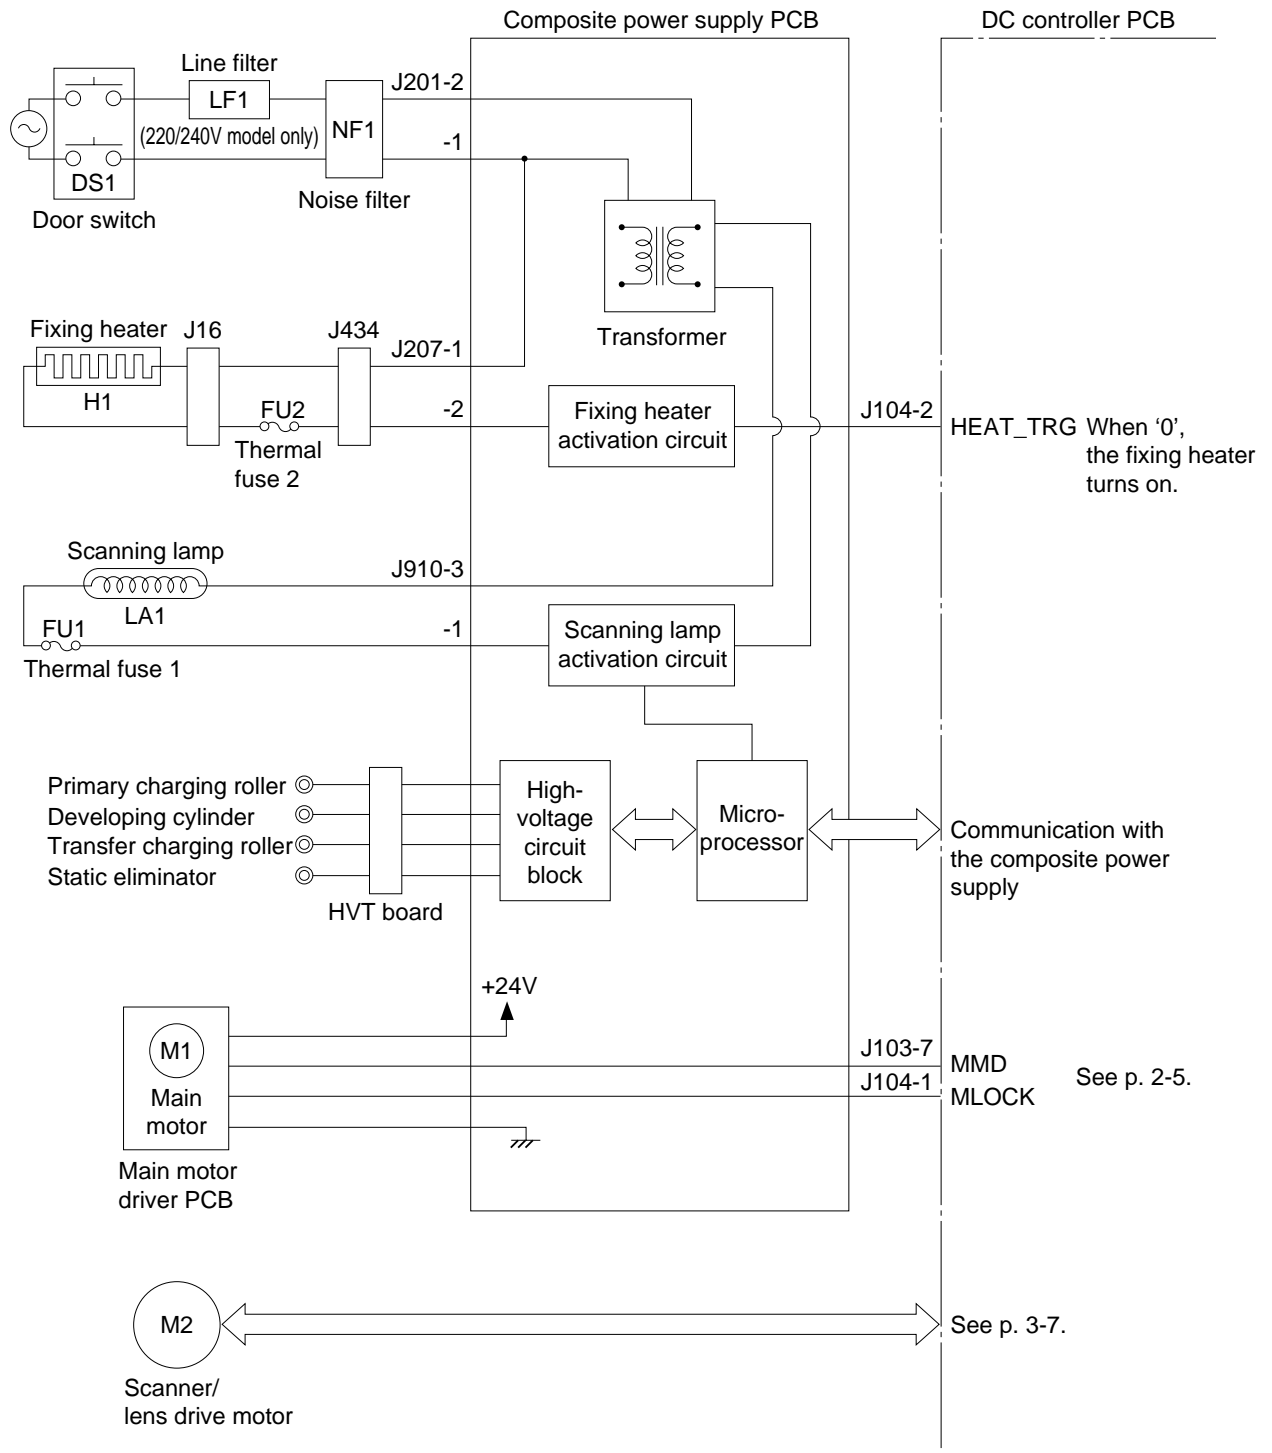 Composite power supply PCB
DC controller PCB
Line filter
LF1
(220/240V model only)
NF1
Noise filter
DS1
Door switch
J201-2
-1
Transformer
Fixing heater
H1
J16
J434
J207-1
FU2
-2
Thermal
fuse 2
Fixing heater
activation circuit
J104-2
HEAT_TRG
When ‘0’,
the fixing heater
turns on.
Scanning lamp
LA1
J910-3
FU1
Thermal fuse 1
-1
Scanning lamp
activation circuit
Primary charging roller
Developing cylinder
Transfer charging roller
Static eliminator
HVT board
High-
voltage
circuit
block
Micro-
processor
Communication with
the composite power
supply
+24V
M1
Main
motor
Main motor
driver PCB
J103-7
MMD
J104-1
MLOCK
See p. 2-5.
M2
Scanner/
lens drive motor
See p. 3-7.